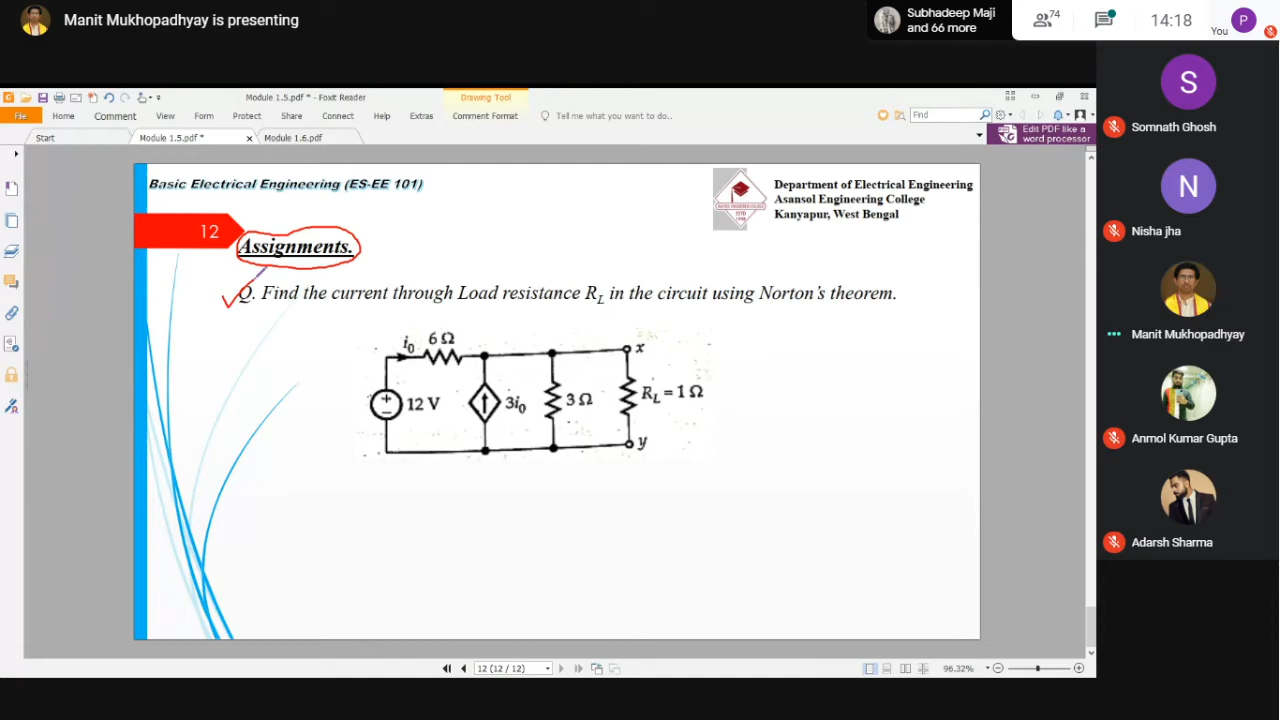 Manit Mukhopadhyay is presenting
Subhadeep Maji
and 66 more
74
14:18
You
P
Module 1.5.pdf * - Foxit Reader
Drawing Tool
File
Home
Comment
View
Form
Protect
Share
Connect
Help
Extras
Comment Format
Tell me what you want to do..
Find
Start
Module 1.5.pdf *
Module 1.6.pdf
Edit PDF like a
word processor
Basic Electrical Engineering (ES-EE 101)
Department of Electrical Engineering
Asansol Engineering College
Kanyapur, West Bengal
12
Assignments.
Q. Find the current through Load resistance RL in the circuit using Norton's theorem.
i0 6 Ω
x
12 V
3i0
3 Ω
RL = 1 Ω
y
12 (12 / 12)
96.32%
S
Somnath Ghosh
N
Nisha jha
Manit Mukhopadhyay
Anmol Kumar Gupta
Adarsh Sharma